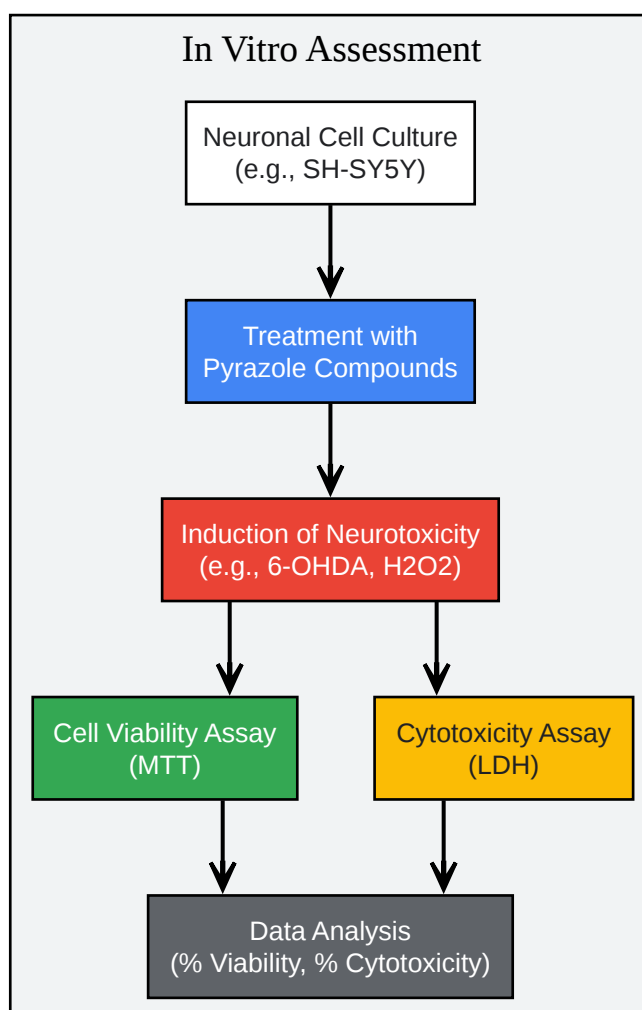 In Vitro Assessment
Neuronal Cell Culture
(e.g., SH-SY5Y)
Treatment with
Pyrazole Compounds
Induction of Neurotoxicity
(e.g., 6-OHDA, H2O2)
Cell Viability Assay
(MTT)
Cytotoxicity Assay
(LDH)
Data Analysis
(% Viability, % Cytotoxicity)